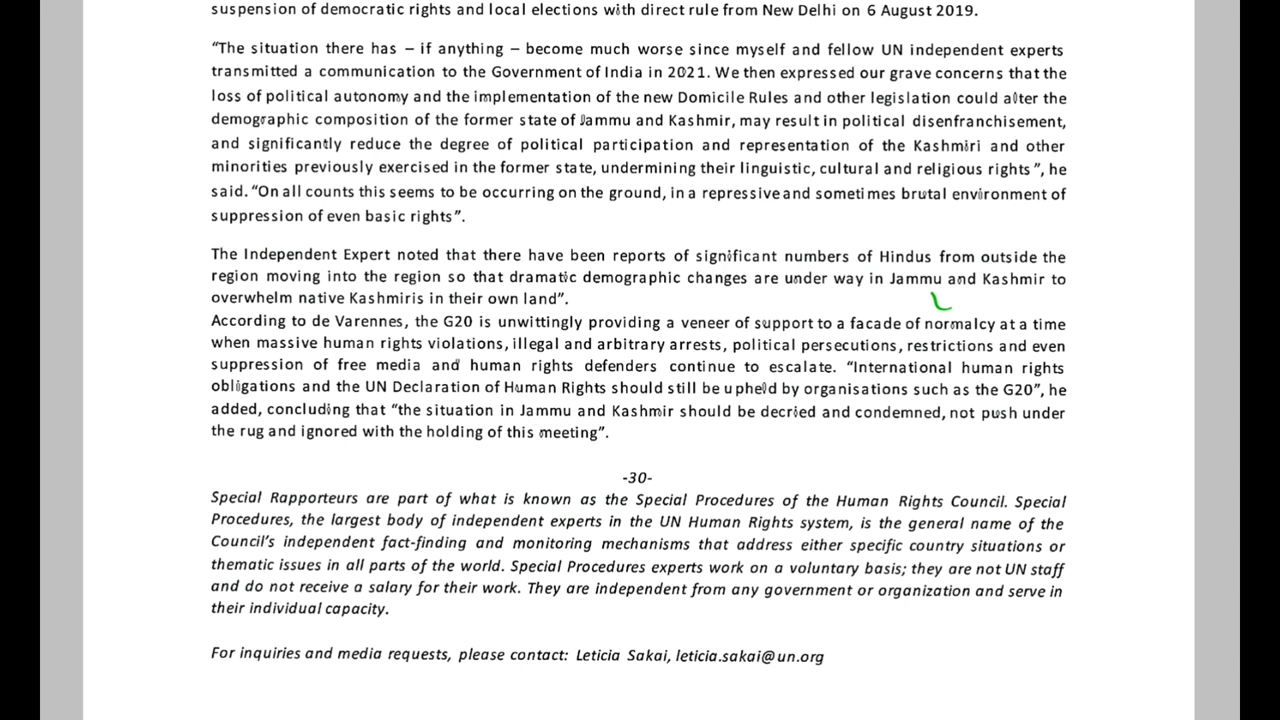 suspension of democratic rights and local elections with direct rule from New Delhi on 6 August 2019.
“The situation there has – if anything – become much worse since myself and fellow UN independent experts
transmitted a communication to the Government of India in 2021. We then expressed our grave concerns that the
loss of political autonomy and the implementation of the new Domicile Rules and other legislation could alter the
demographic composition of the former state of Jammu and Kashmir, may result in political disenfranchisement,
and significantly reduce the degree of political participation and representation of the Kashmiri and other
minorities previously exercised in the former state, undermining their linguistic, cultural and religious rights”, he
said. “On all counts this seems to be occurring on the ground, in a repressive and sometimes brutal environment of
suppression of even basic rights”.
The Independent Expert noted that there have been reports of significant numbers of Hindus from outside the
region moving into the region so that dramatic demographic changes are under way in Jammu and Kashmir to
overwhelm native Kashmiris in their own land”.
According to de Varennes, the G20 is unwittingly providing a veneer of support to a facade of normalcy at a time
when massive human rights violations, illegal and arbitrary arrests, political persecutions, restrictions and even
suppression of free media and human rights defenders continue to escalate. “International human rights
obligations and the UN Declaration of Human Rights should still be upheld by organisations such as the G20”, he
added, concluding that “the situation in Jammu and Kashmir should be decried and condemned, not push under
the rug and ignored with the holding of this meeting”.
-30-
Special Rapporteurs are part of what is known as the Special Procedures of the Human Rights Council. Special
Procedures, the largest body of independent experts in the UN Human Rights system, is the general name of the
Council’s independent fact-finding and monitoring mechanisms that address either specific country situations or
thematic issues in all parts of the world. Special Procedures experts work on a voluntary basis; they are not UN staff
and do not receive a salary for their work. They are independent from any government or organization and serve in
their individual capacity.
For inquiries and media requests, please contact: Leticia Sakai, leticia.sakai@un.org